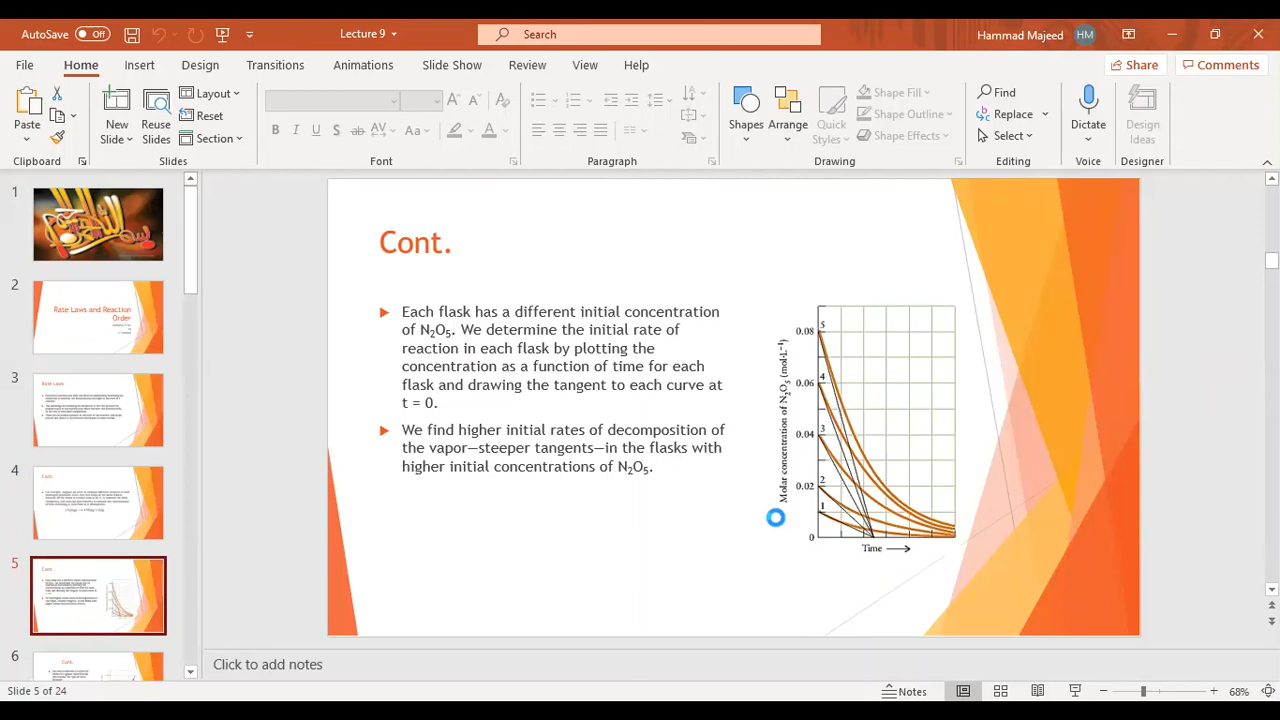 AutoSave Off
Lecture 9
Search
Hammad Majeed HM
File Home Insert Design Transitions Animations Slide Show Review View Help
Share Comments
Paste
Clipboard
New Slide
Reuse Slides
Layout
Reset
Section
Slides
Font
Paragraph
Shapes
Arrange
Quick Styles
Shape Fill
Shape Outline
Shape Effects
Drawing
Find
Replace
Select
Editing
Dictate
Voice
Design Ideas
Designer
1
2
Rate Laws and Reaction
Order
3
Rate Laws
4
Cont.
5
Cont.
6
Cont.
Cont.
Each flask has a different initial concentration
of N₂O₅. We determine the initial rate of
reaction in each flask by plotting the
concentration as a function of time for each
flask and drawing the tangent to each curve at
t = 0.
We find higher initial rates of decomposition of
the vapor—steeper tangents—in the flasks with
higher initial concentrations of N₂O₅.
Molar concentration of N₂O₅ (mol·L⁻¹)
0.08
0.06
0.04
0.02
0
5
4
3
2
1
Time
Click to add notes
Slide 5 of 24
Notes
68%